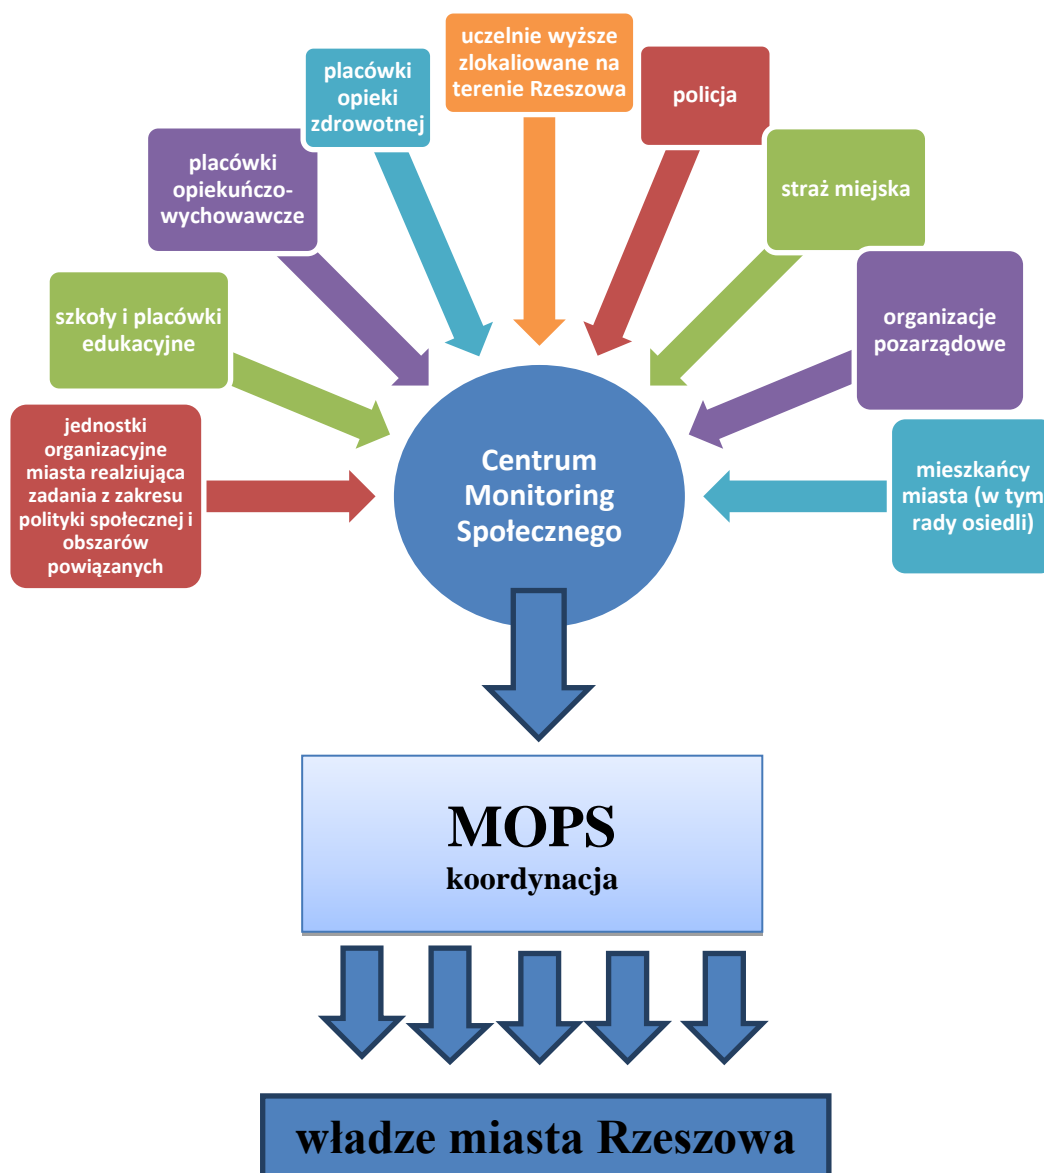 uczelnie wyższe
zlokaliowane na
terenie Rzeszowa
placówki
opieki
zdrowotnej
policja
placówki
opiekuńczo-
wychowawcze
straż miejska
szkoły i placówki
edukacyjne
organizacje
pozarządowe
jednostki
organizacyjne
miasta realziująca
zadania z zakresu
polityki społecznej i
obszarów
powiązanych
Centrum
Monitoring
Społecznego
mieszkańcy
miasta (w tym
rady osiedli)
MOPS
koordynacja
władze miasta Rzeszowa